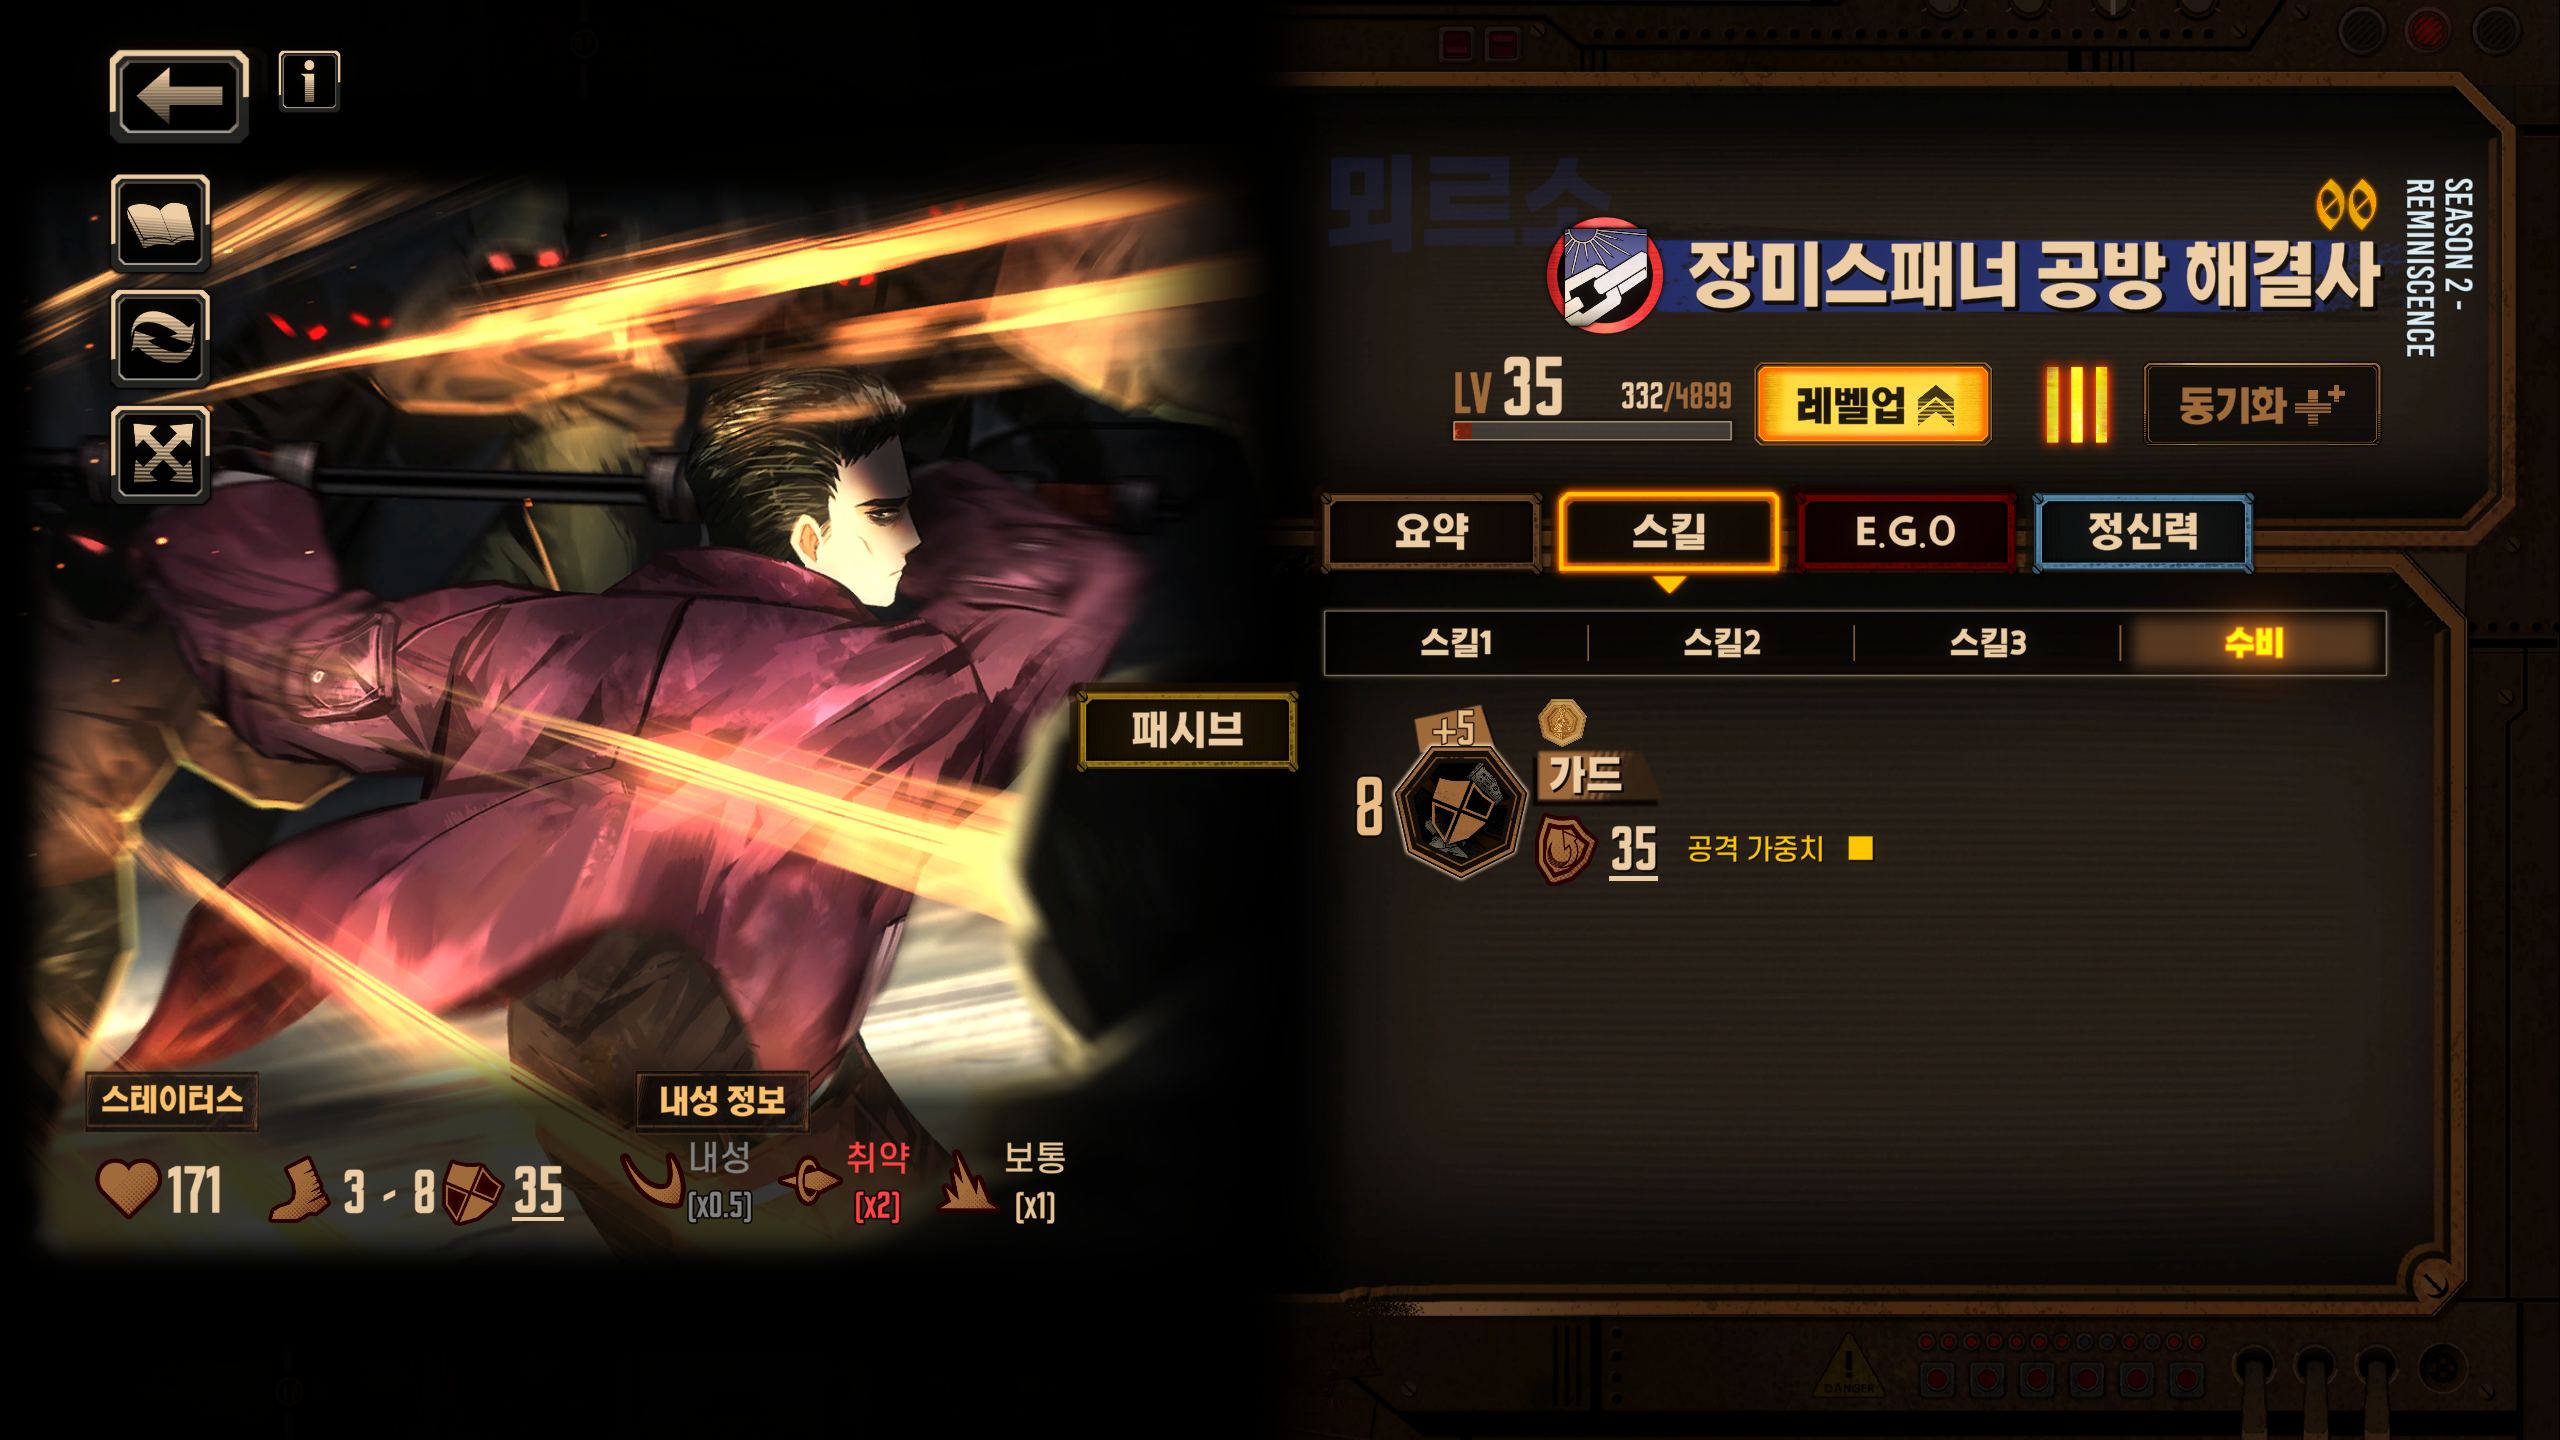 뫼르소
장미스패너 공방 해결사
SEASON 2 -
REMINISCENCE
LV 35
332/4899
레벨업
동기화
요약
스킬
E.G.O
정신력
스킬1
스킬2
스킬3
수비
패시브
+5
8
가드
35
공격 가중치
스테이터스
내성 정보
171
3 - 8
35
내성
[x0.5]
취약
[x2]
보통
[x1]
DANGER